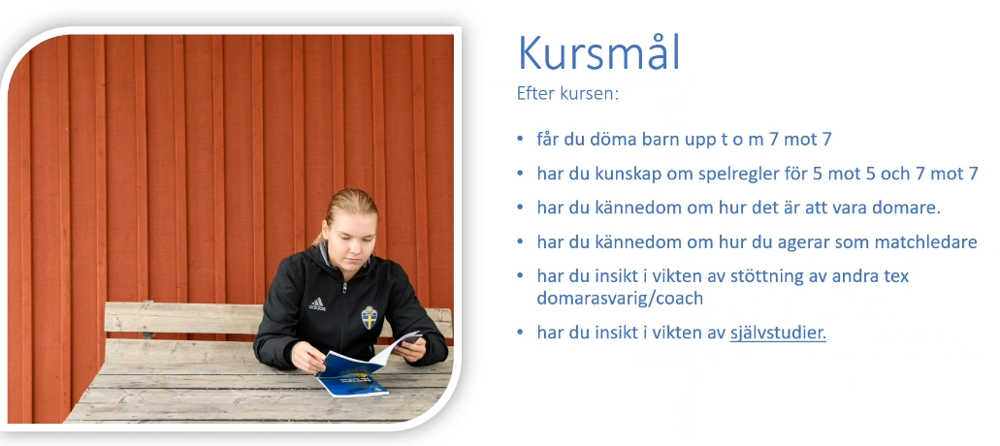 Kursmål
Efter kursen:
• får du döma barn upp t o m 7 mot 7
• har du kunskap om spelregler för 5 mot 5 och 7 mot 7
• har du kännedom om hur det är att vara domare.
• har du kännedom om hur du agerar som matchledare
• har du insikt i vikten av stöttning av andra tex
domarasvarig/coach
• har du insikt i vikten av självstudier.
adidas